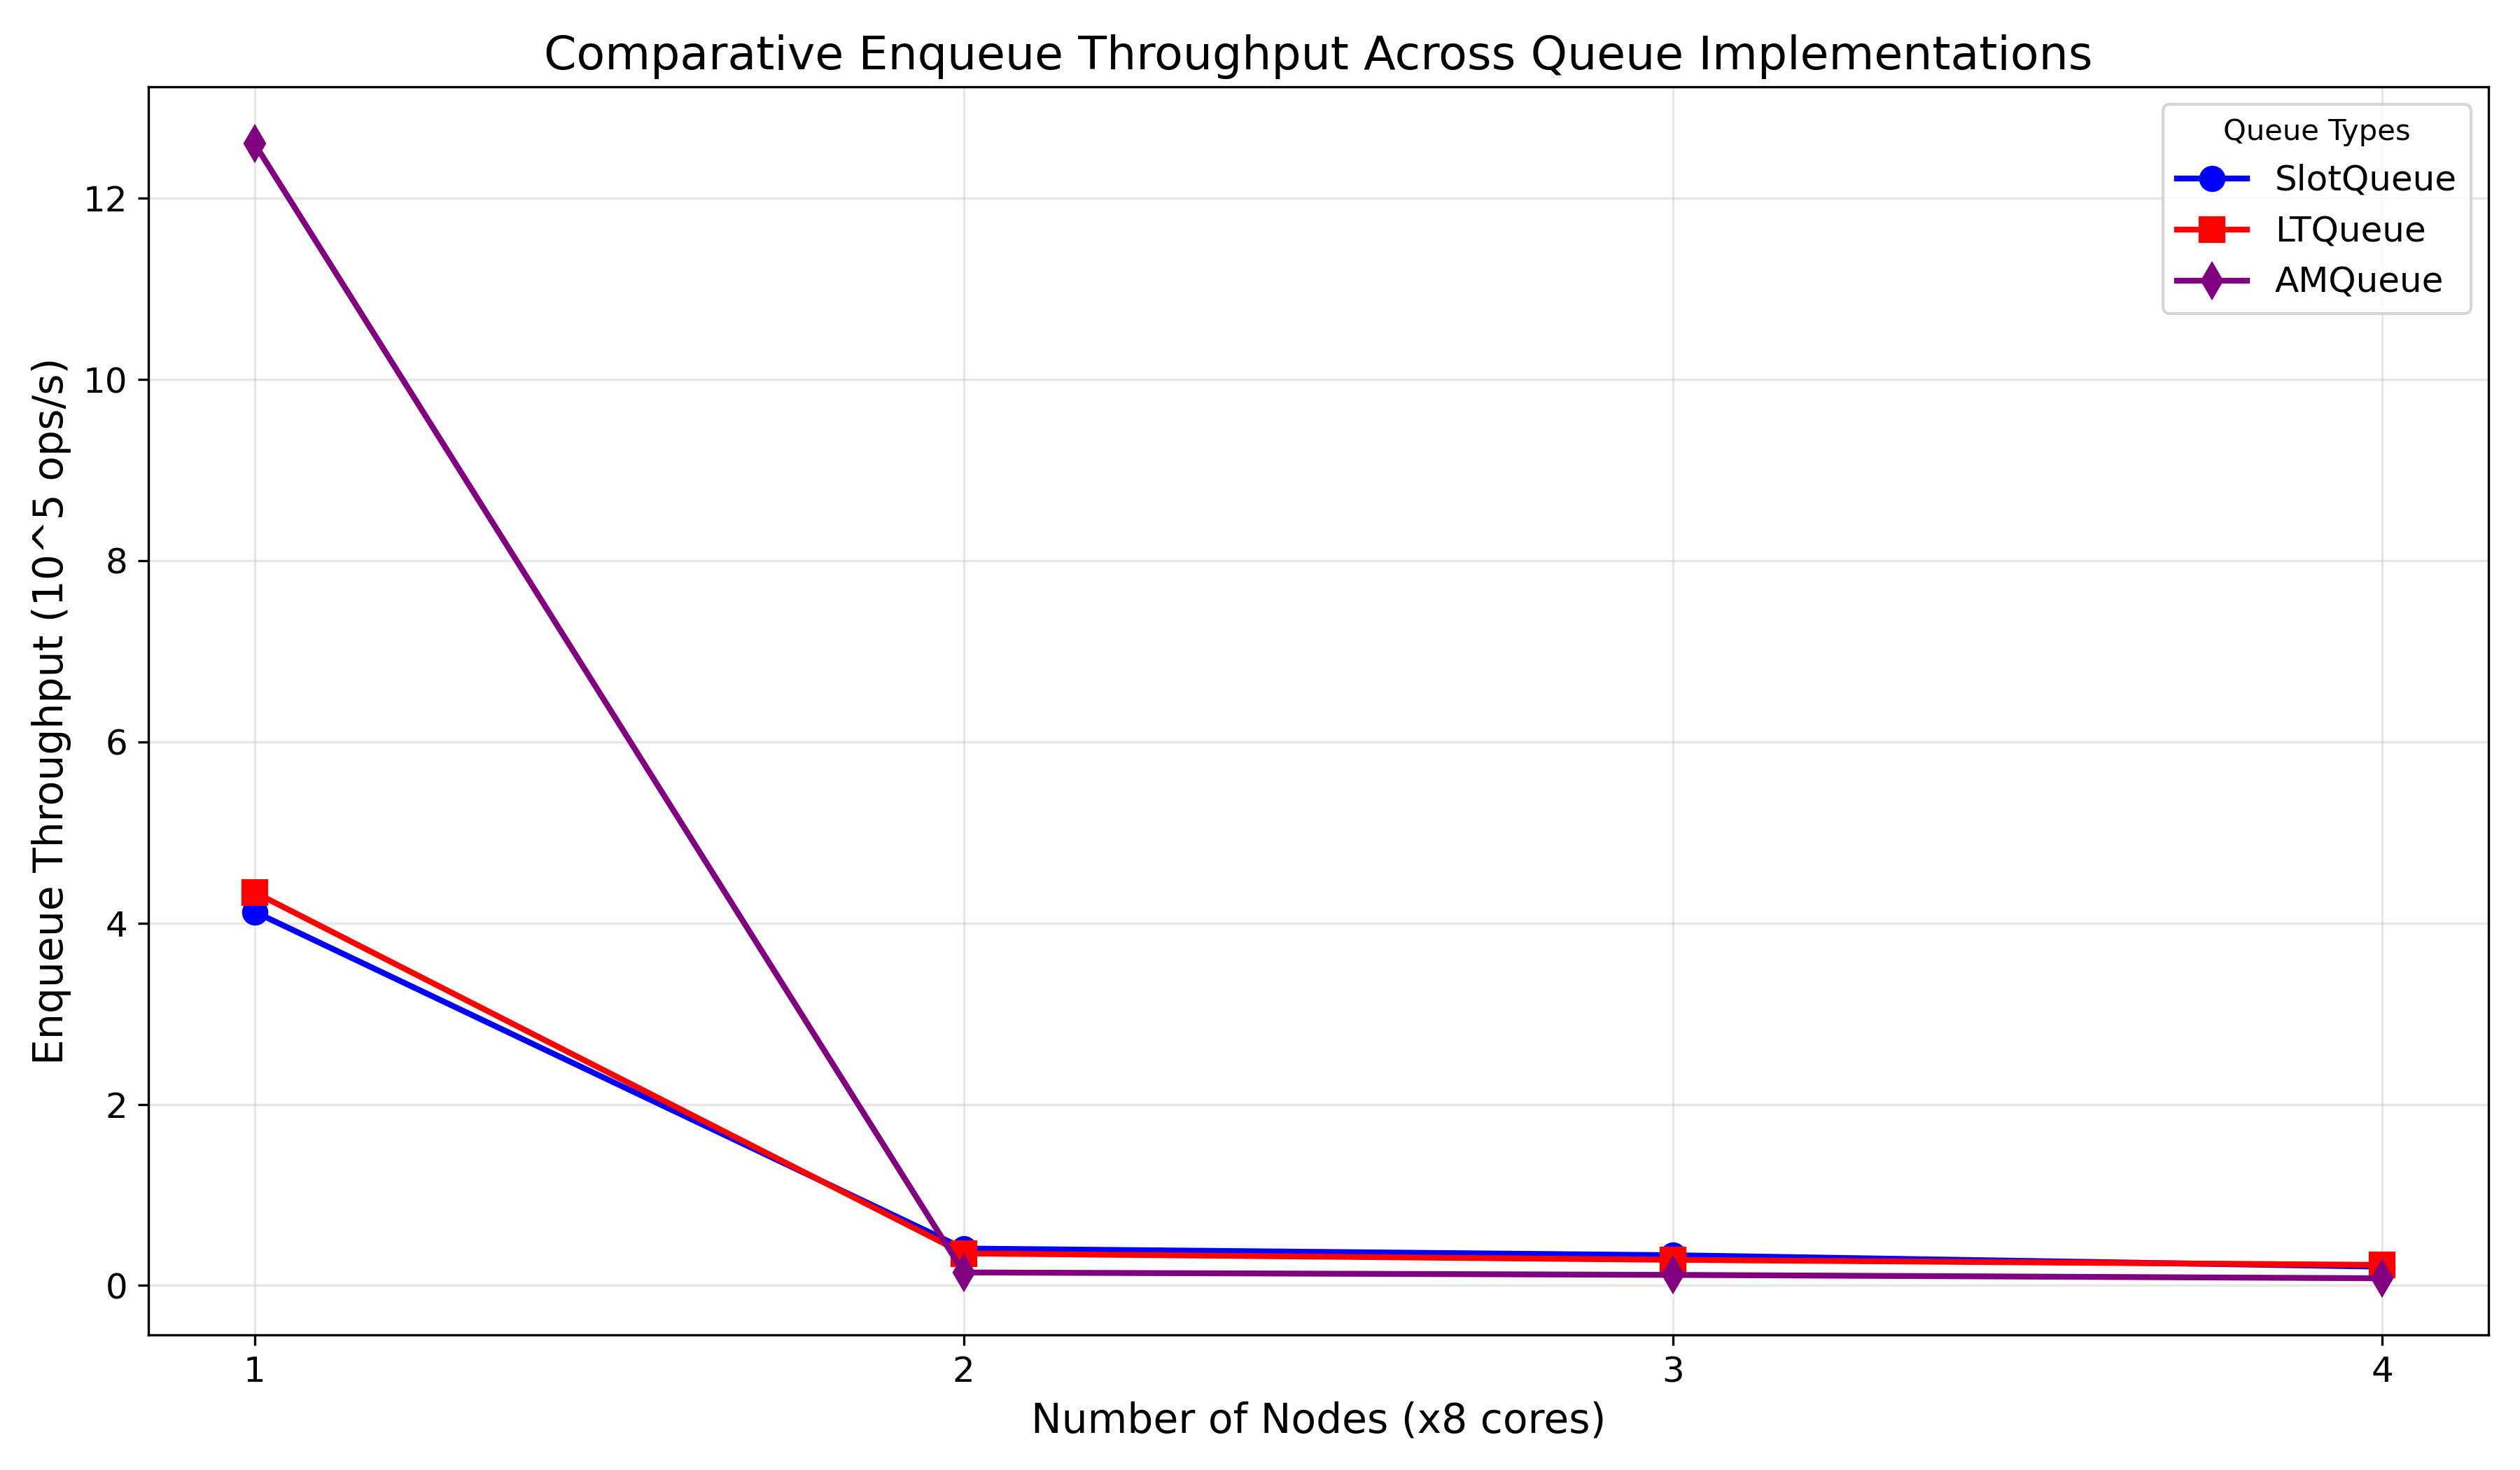 Comparative Enqueue Throughput Across Queue Implementations
Queue Types
SlotQueue
LTQueue
AMQueue
Enqueue Throughput (10^5 ops/s)
12
10
8
6
4
2
0
1 2 3 4
Number of Nodes (x8 cores)